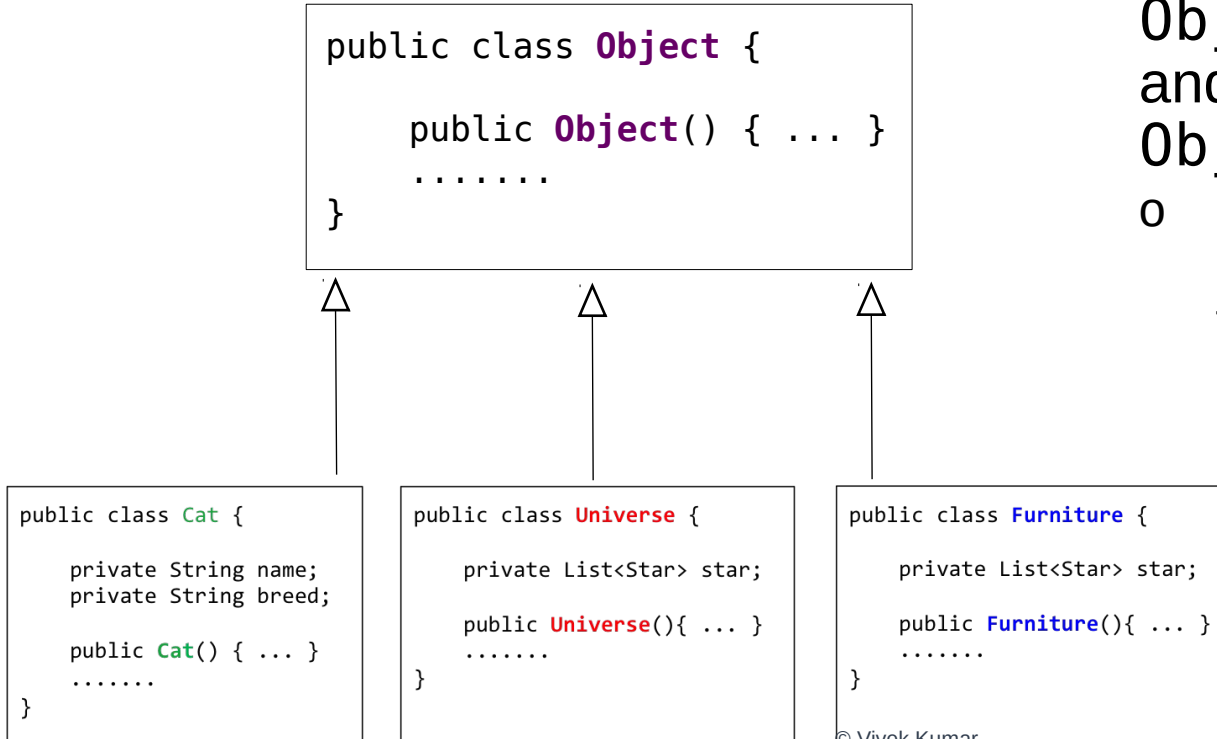 public class Object {
public Object() { ... }
.......
}
and
o
public class Cat {
private String name;
private String breed;
public Cat() { ... }
.......
}
public class Universe {
private List<Star> star;
public Universe(){ ... }
.......
}
public class Furniture {
private List<Star> star;
public Furniture(){ ... }
.......
}
© Vivek Kumar